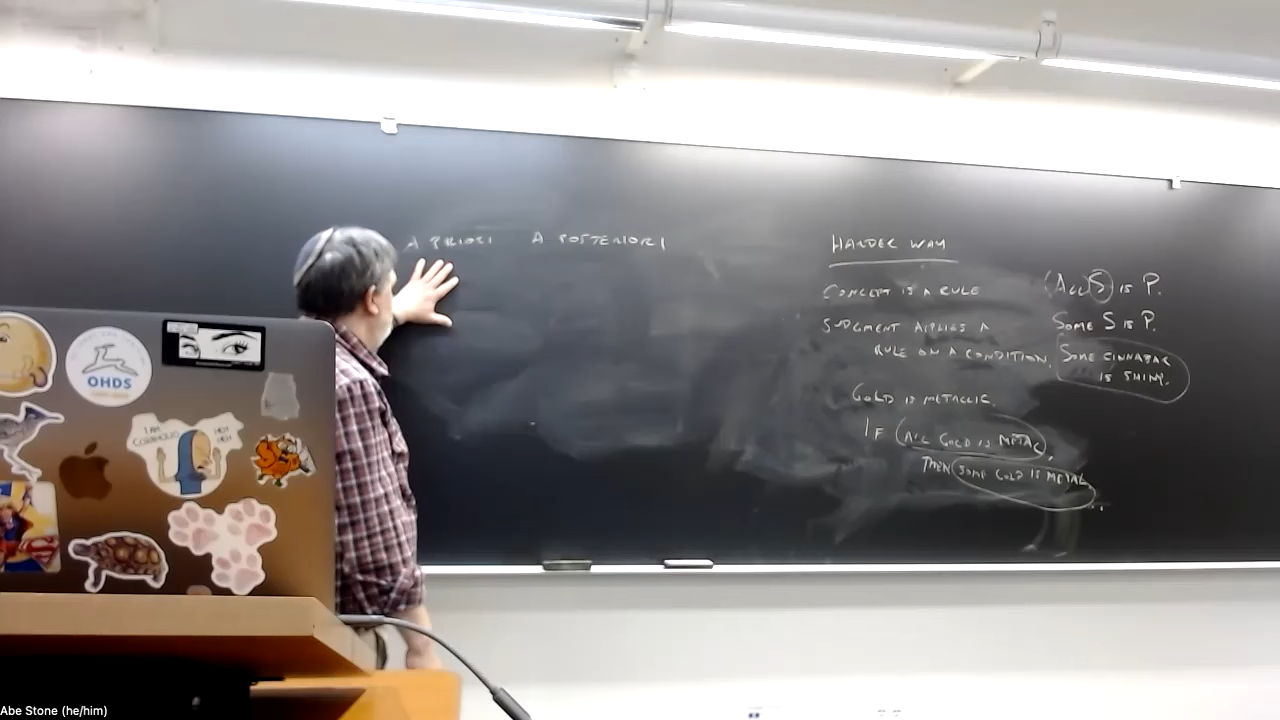 A PRIORI A POSTERIORI
HARDER WAY
CONCEPT IS A RULE
JUDGMENT APPLIES A
RULE ON A CONDITION.
GOLD IS METALLIC.
IF (ALL GOLD IS METAL),
THEN SOME GOLD IS METAL
(ALL S) IS P.
SOME S IS P.
SOME CINNABAR
IS SHINY.
OHDS
I AM
CORNHOLIO
Abe Stone (he/him)